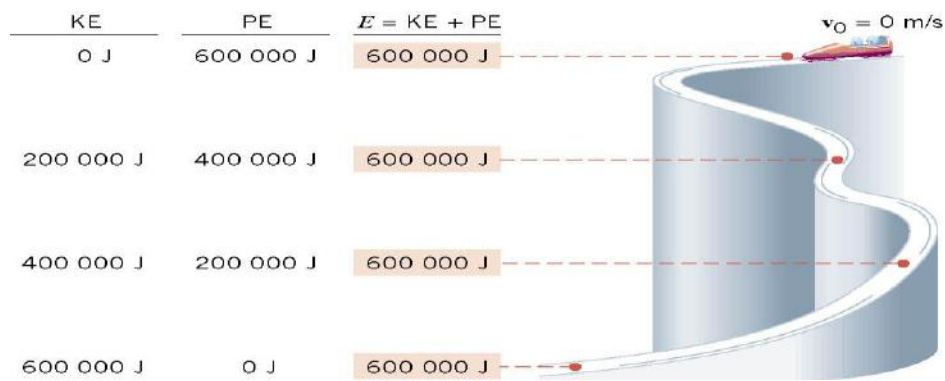 KE PE E = KE + PE v₀ = 0 m/s
0 J 600 000 J 600 000 J
200 000 J 400 000 J 600 000 J
400 000 J 200 000 J 600 000 J
600 000 J 0 J 600 000 J